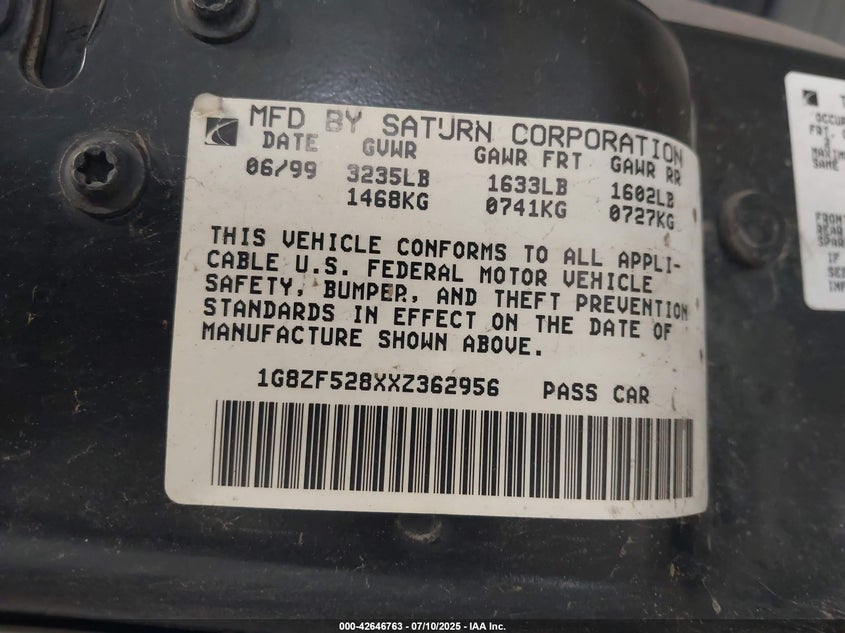 MFD BY SATURN CORPORATION
DATE GVWR GAWR FRT GAWR RR
06/99 3235LB 1633LB 1602LB
1468KG 0741KG 0727KG
THIS VEHICLE CONFORMS TO ALL APPLI-
CABLE U.S. FEDERAL MOTOR VEHICLE
SAFETY, BUMPER, AND THEFT PREVENTION
STANDARDS IN EFFECT ON THE DATE OF
MANUFACTURE SHOWN ABOVE.
1G8ZF528XXZ362956 PASS CAR
SAME
IF
000-42646763 - 07/10/2025 - IAA Inc.